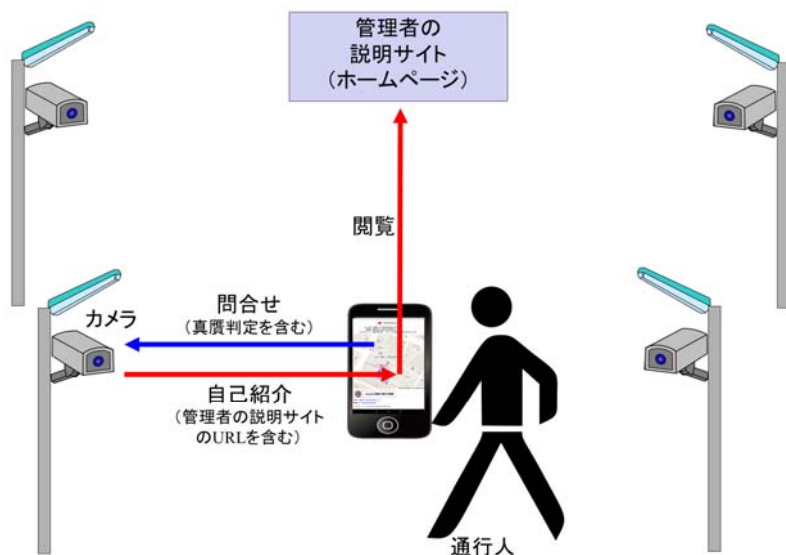 管理者の
説明サイト
(ホームページ)
閲覧
カメラ
問合せ
(真贋判定を含む)
自己紹介
(管理者の説明サイト
のURLを含む)
通行人